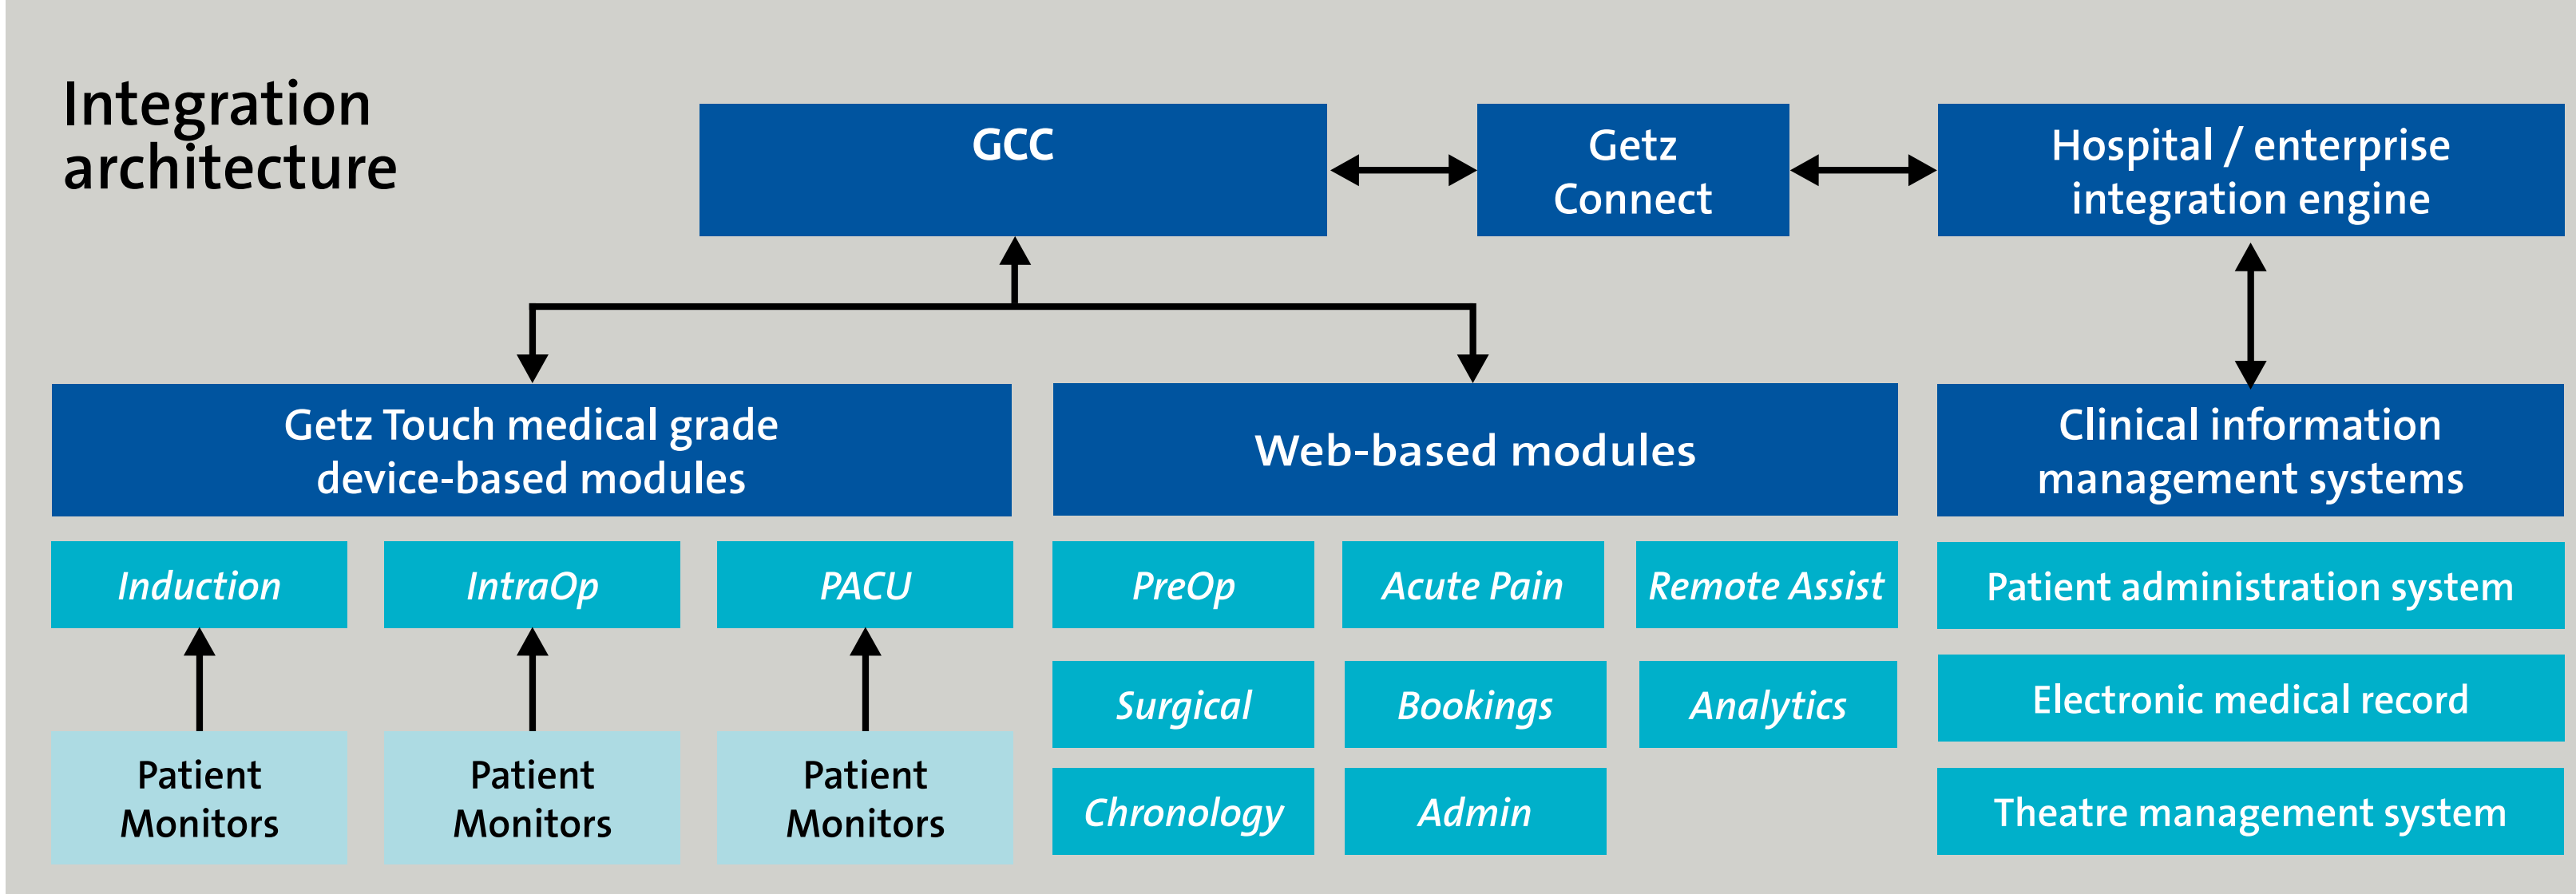 Integration
architecture
GCC
Getz
Connect
Hospital / enterprise
integration engine
Getz Touch medical grade
device-based modules
Web-based modules
Clinical information
management systems
Induction
IntraOp
PACU
PreOp
Acute Pain
Remote Assist
Patient administration system
Surgical
Bookings
Analytics
Electronic medical record
Patient
Monitors
Patient
Monitors
Patient
Monitors
Chronology
Admin
Theatre management system